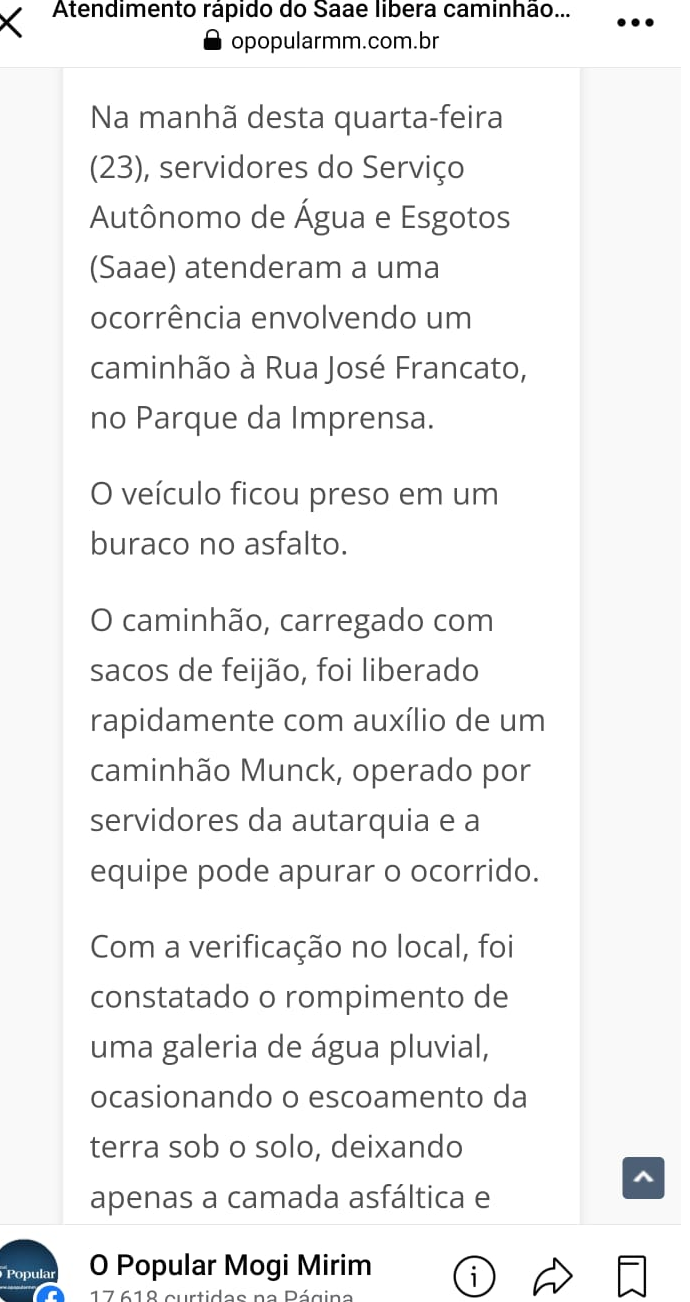 Atendimento rápido do Saae libera caminhão...
opopularmm.com.br
Na manhã desta quarta-feira
(23), servidores do Serviço
Autônomo de Água e Esgotos
(Saae) atenderam a uma
ocorrência envolvendo um
caminhão à Rua José Francato,
no Parque da Imprensa.
O veículo ficou preso em um
buraco no asfalto.
O caminhão, carregado com
sacos de feijão, foi liberado
rapidamente com auxílio de um
caminhão Munck, operado por
servidores da autarquia e a
equipe pode apurar o ocorrido.
Com a verificação no local, foi
constatado o rompimento de
uma galeria de água pluvial,
ocasionando o escoamento da
terra sob o solo, deixando
apenas a camada asfáltica e
Popular
O Popular Mogi Mirim
17.618 curtidas na Página